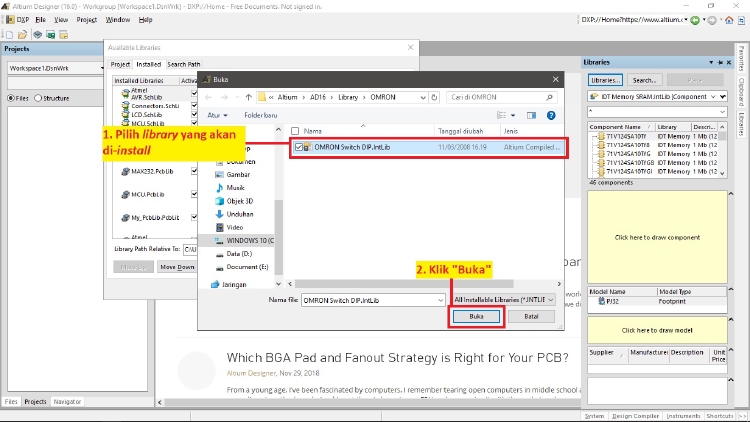 Altium Designer (16.0) - Workgroup [Workspace1.DsnWrk] - DXP://Home - Free Documents. Not signed in.
DXP File View Project Window Help
DXP://Home?https://www.altium.c
Projects
Workspace1.DsnWrk
Workspace
Files Structure
Available Libraries
Project Installed Search Path
Installed Libraries Activa
Atmel
AVR.SchLib
Connectors.SchLi
LCD.SchLib
MCU.SchLib
MAX232.PcbLib
MCU.PcbLib
My_PcbLib.PcbLib
Atmel
Library Path Relative To: C:\U
Move Up Move Down
Buka
« Altium › AD16 › Library › OMRON
Cari di OMRON
Atur Folder baru
Nama Tanggal diubah Jenis
OMRON Switch DIP.IntLib 11/03/2008 16.19 Altium Compiled ...
1. Pilih library yang akan
di-install
Dokumen
Gambar
Musik
Objek 3D
Unduhan
Video
WINDOWS 10 (C
Data (D:)
Document (E:)
Jaringan
2. Klik "Buka"
Nama file: OMRON Switch DIP.IntLib
All Installable Libraries (*.INTLIE
Buka Batal
Libraries
Libraries... Search... Place
IDT Memory SRAM.IntLib [Component
*
Component Name Library Descri...
71V124SA10TY IDT Memory 1 Mb (12
71V124SA10Y IDT Memory 1 Mb (12
71V124SA10YG IDT Memory 1 Mb (12
71V124SA10YGB IDT Memory 1 Mb (12
71V124SA10YGI IDT Memory 1 Mb (12
46 components
Click here to draw component
Model Name Model Type
PJ32 Footprint
Click here to draw model
Supplier Manufacturer Description Unit
Price
Favorites
Clipboard
Libraries
Which BGA Pad and Fanout Strategy is Right for Your PCB?
Altium Designer, Nov 29, 2018
From a young age, I've been fascinated by computers. I remember tearing open computers in middle school a
Files Projects Navigator
System Design Compiler Instruments Shortcuts >>